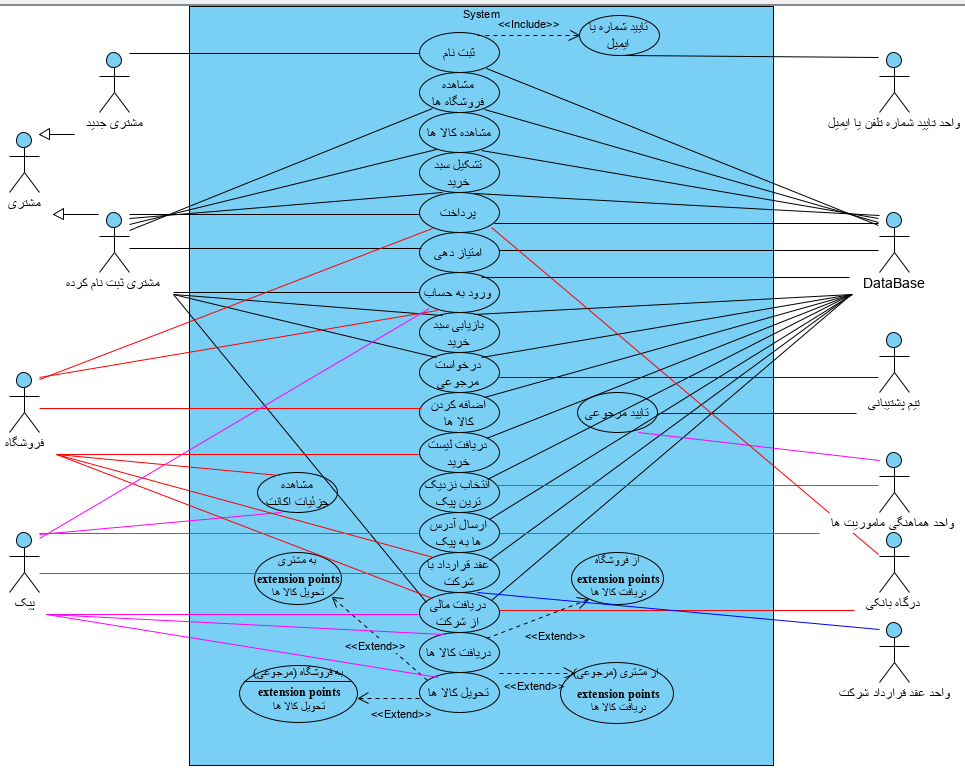 System
<<Include>>
تایید شماره یا
ایمیل
ثبت نام
مشاهده
فروشگاه ها
مشاهده کالا ها
تشکیل سبد
خرید
پرداخت
امتیاز دهی
ورود به حساب
بازیابی سبد
خرید
درخواست
مرجوعی
اضافه کردن
کالا ها
تایید مرجوعی
دریافت لیست
خرید
انتخاب نزدیک
ترین پیک
مشاهده
جزئیات اکانت
ارسال آدرس
ها به پیک
عقد قرارداد با
شرکت
دریافت مالی
از شرکت
دریافت کالا ها
تحویل کالا ها
به مشتری
extension points
تحویل کالا ها
از فروشگاه
extension points
دریافت کالا ها
<<Extend>>
<<Extend>>
به فروشگاه (مرجوعی)
extension points
تحویل کالا ها
از مشتری (مرجوعی)
extension points
دریافت کالا ها
<<Extend>>
<<Extend>>
مشتری جدید
مشتری
مشتری ثبت نام کرده
فروشگاه
پیک
واحد تایید شماره تلفن یا ایمیل
DataBase
تیم پشتیبانی
واحد هماهنگی ماموریت ها
درگاه بانکی
واحد عقد قرارداد شرکت